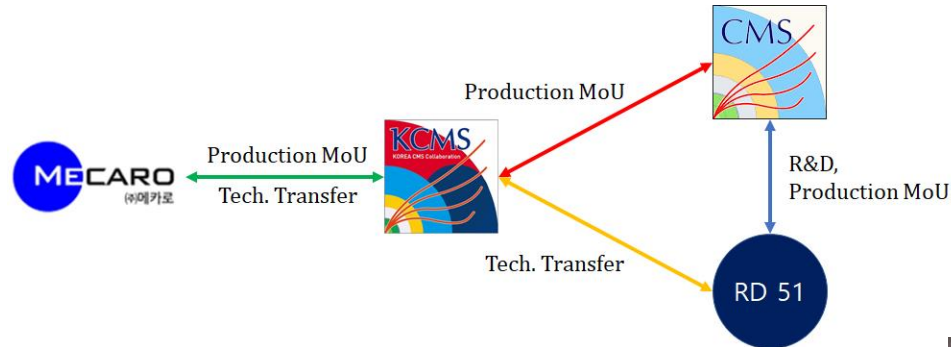 CMS
Production MoU
KCMS
KOREA CMS Collaboration
Production MoU
MECARO
(주)메카로
Tech. Transfer
R&D,
Production MoU
Tech. Transfer
RD 51